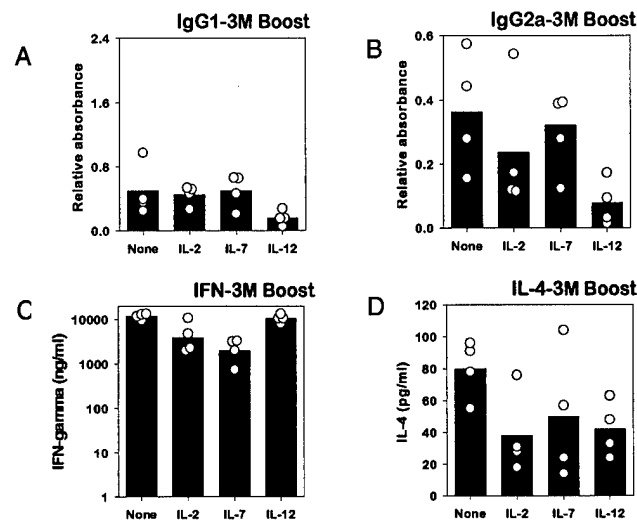 IgG1-3M Boost
A
Relative absorbance
2.4
1.6
0.8
0.0
None IL-2 IL-7 IL-12
IgG2a-3M Boost
B
Relative absorbance
0.6
0.4
0.2
0.0
None IL-2 IL-7 IL-12
IFN-3M Boost
C
IFN-gamma (ng/ml)
10000
1000
100
10
1
None IL-2 IL-7 IL-12
IL-4-3M Boost
D
IL-4 (pg/ml)
120
100
80
60
40
20
0
None IL-2 IL-7 IL-12